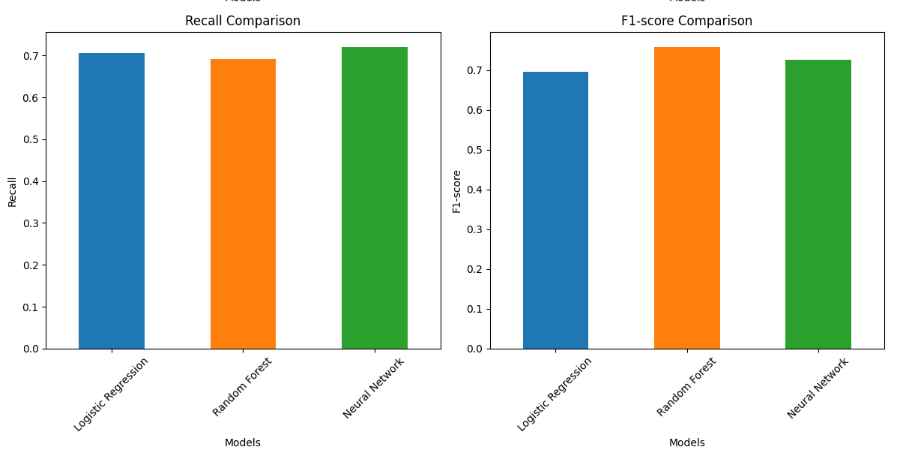 Models
Models
Recall Comparison
F1-score Comparison
Recall
0.7
0.6
0.5
0.4
0.3
0.2
0.1
0.0
Logistic Regression
Random Forest
Neural Network
Models
F1-score
0.7
0.6
0.5
0.4
0.3
0.2
0.1
0.0
Logistic Regression
Random Forest
Neural Network
Models